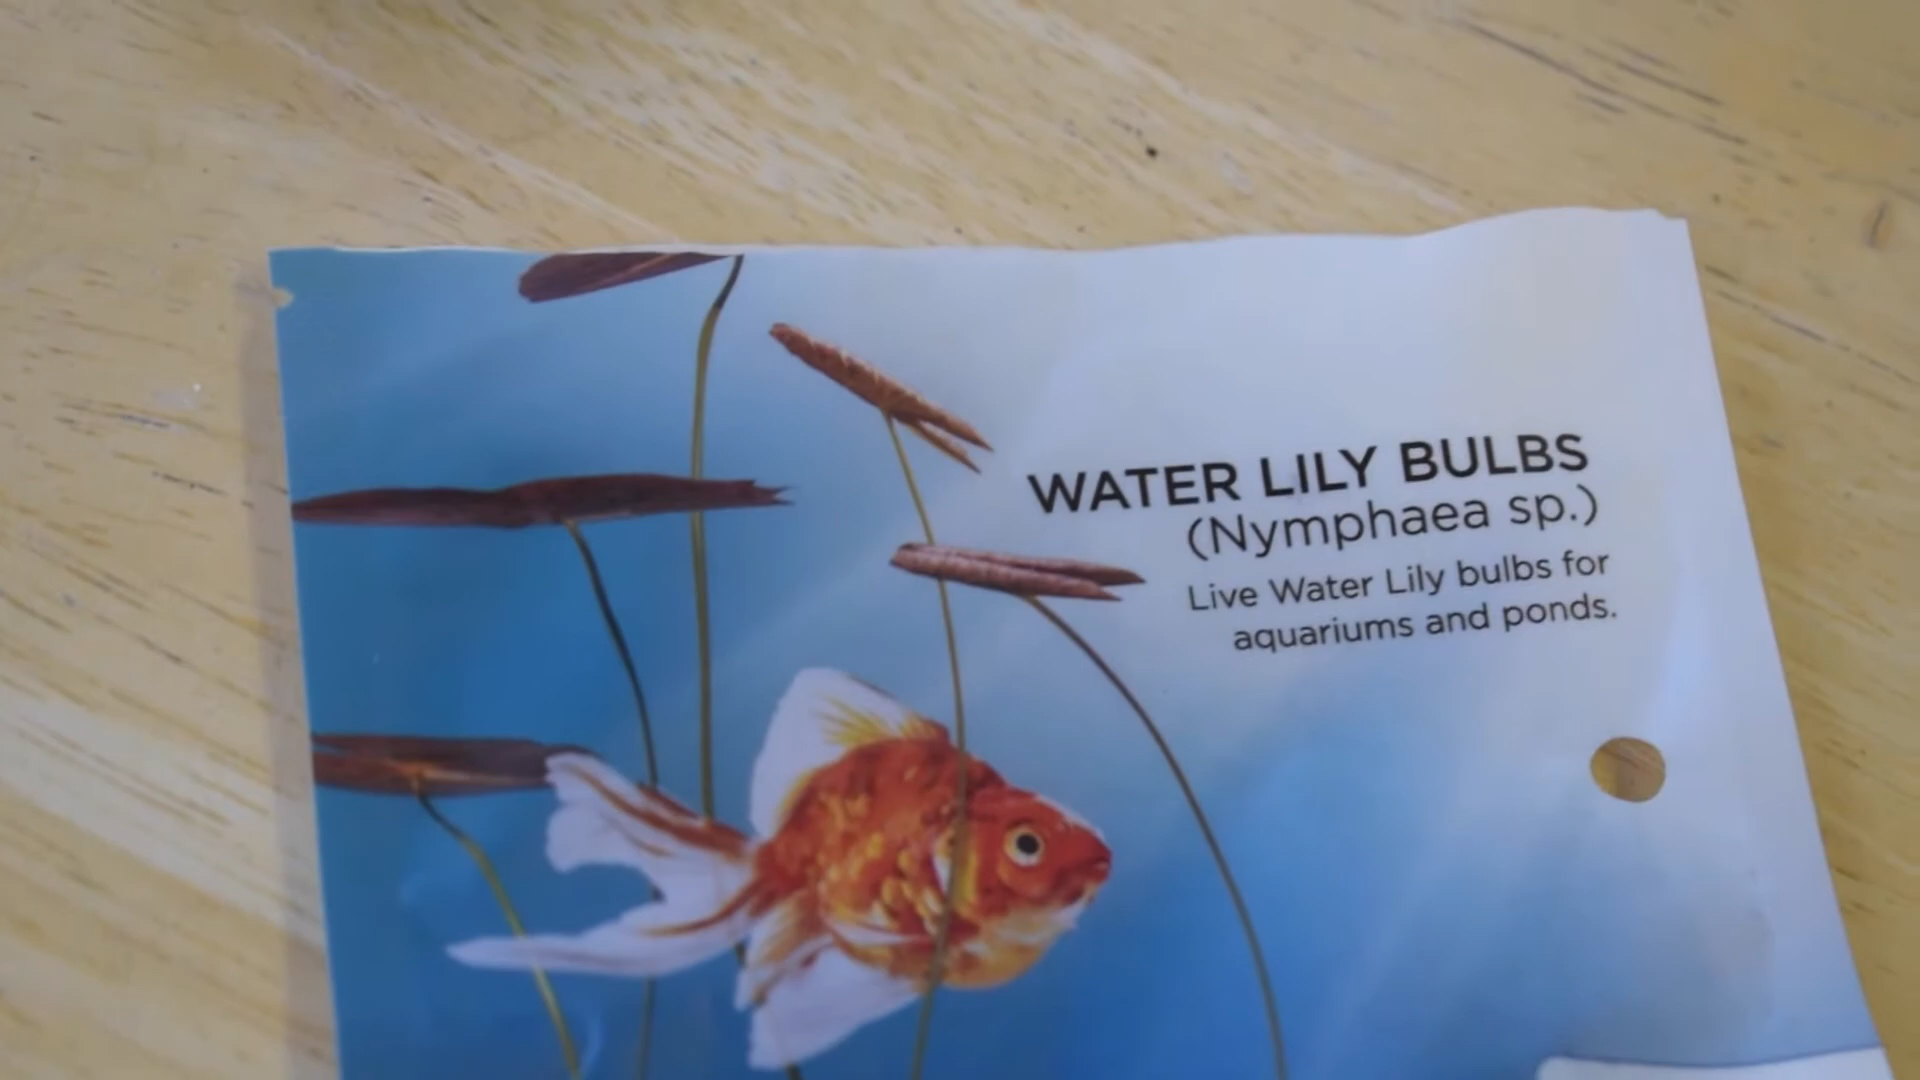 WATER LILY BULBS
(Nymphaea sp.)
Live Water Lily bulbs for
aquariums and ponds.